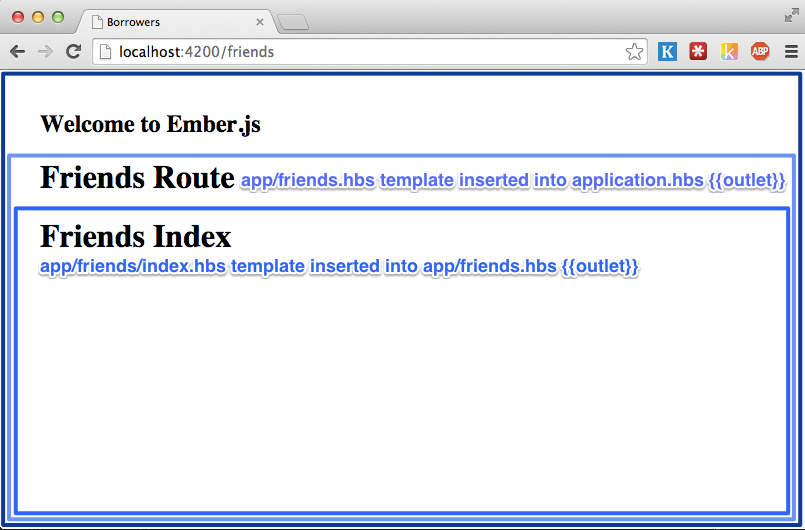 Borrowers
localhost:4200/friends
K
k
ABP
Welcome to Ember.js
Friends Route app/friends.hbs template inserted into application.hbs {{outlet}}
Friends Index
app/friends/index.hbs template inserted into app/friends.hbs {{outlet}}